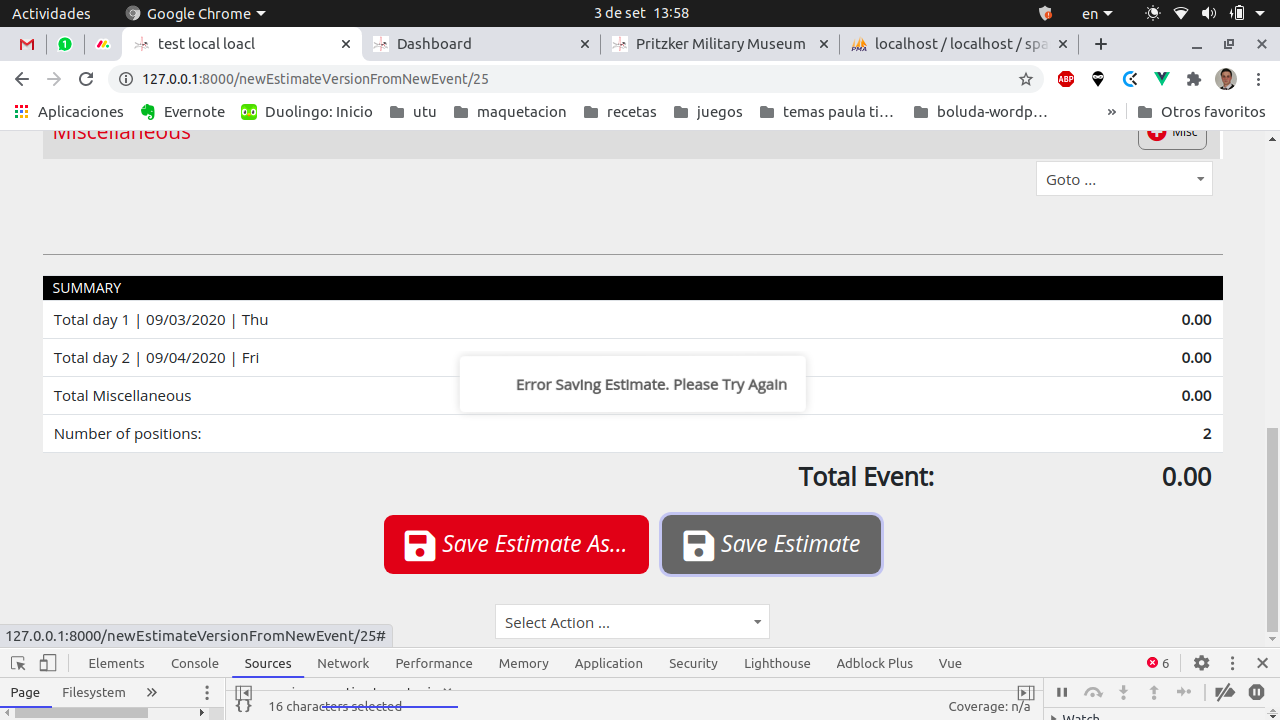 Actividades Google Chrome 3 de set 13:58 en
test local loacl Dashboard Pritzker Military Museum localhost / localhost / spa
127.0.0.1:8000/newEstimateVersionFromNewEvent/25 ABP
Aplicaciones Evernote Duolingo: Inicio utu maquetacion recetas juegos temas paula ti… boluda-wordp… » Otros favoritos
Miscellaneous Misc
Goto ...
SUMMARY
Total day 1 | 09/03/2020 | Thu 0.00
Total day 2 | 09/04/2020 | Fri 0.00
Error Saving Estimate. Please Try Again
Total Miscellaneous 0.00
Number of positions: 2
Total Event: 0.00
Save Estimate As... Save Estimate
Select Action ...
127.0.0.1:8000/newEstimateVersionFromNewEvent/25#
Elements Console Sources Network Performance Memory Application Security Lighthouse Adblock Plus Vue 6
Page Filesystem »
{} 16 characters selected Coverage: n/a
Watch